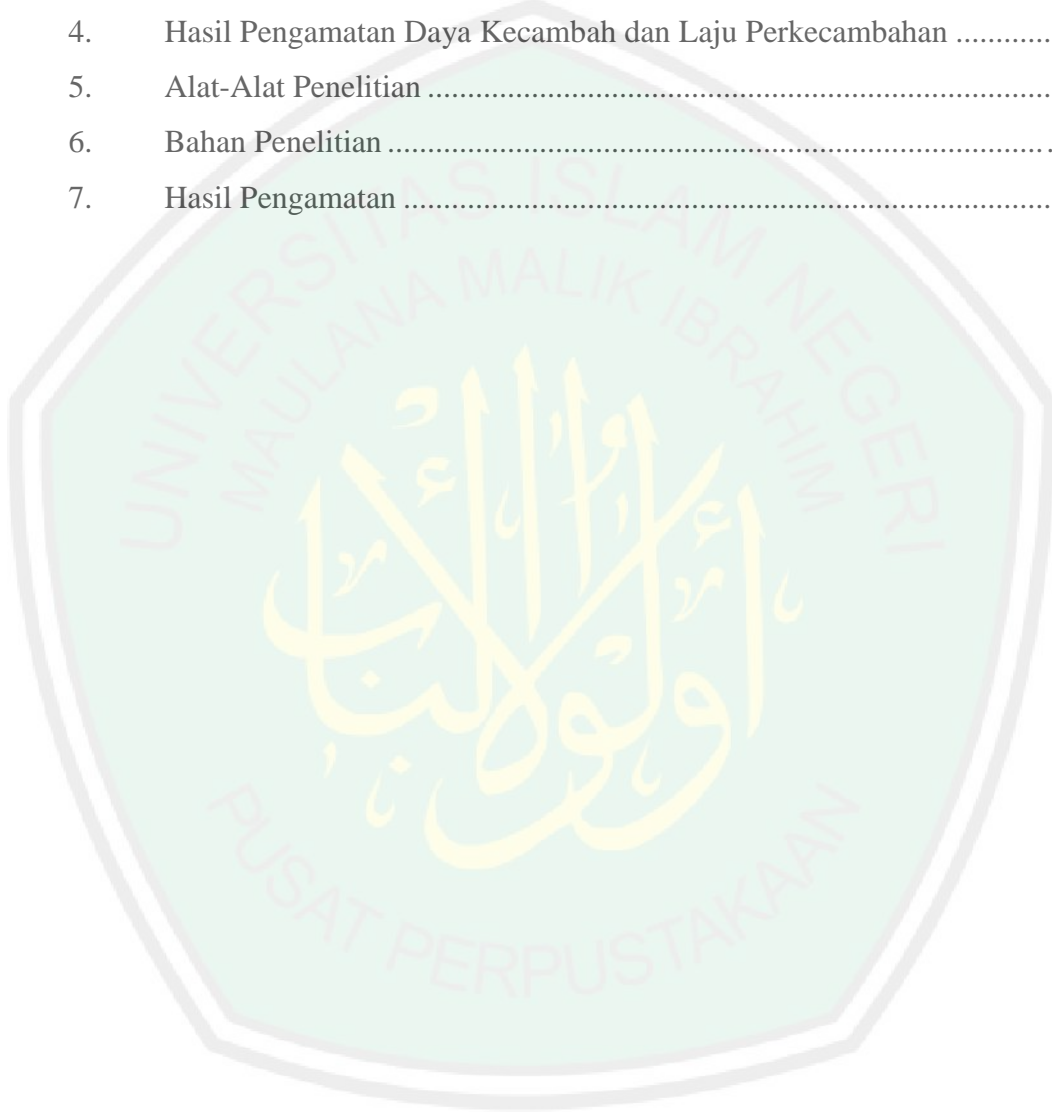 4. Hasil Pengamatan Daya Kecambah dan Laju Perkecambahan ............
5. Alat-Alat Penelitian ..............................................................................
6. Bahan Penelitian ...................................................................................
7. Hasil Pengamatan .................................................................................
UNIVERSITAS ISLAM NEGERI
MAULANA MALIK IBRAHIM
PUSAT PERPUSTAKAAN